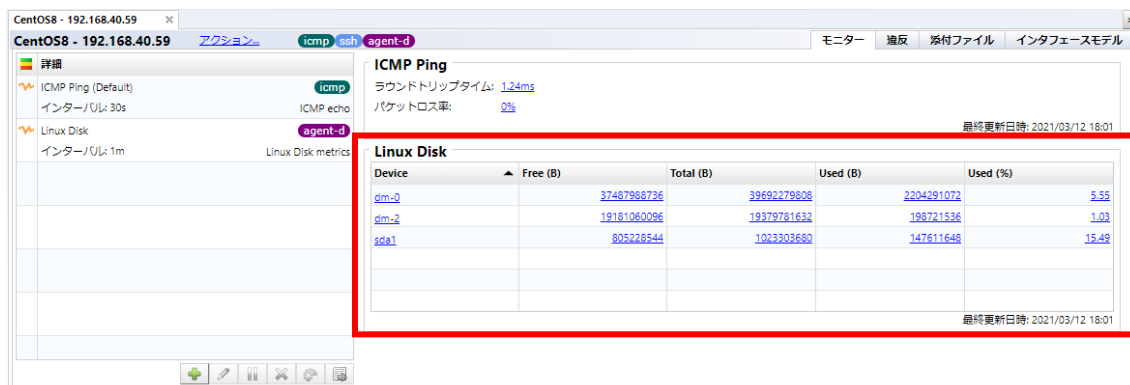 CentOS8 - 192.168.40.59
CentOS8 - 192.168.40.59 アクション... icmp ssh agent-d モニター 違反 添付ファイル インタフェースモデル
詳細
ICMP Ping (Default) icmp
インターバル: 30s ICMP echo
Linux Disk agent-d
インターバル: 1m Linux Disk metrics
ICMP Ping
ラウンドトリップタイム: 1.24ms
パケットロス率: 0%
最終更新日時: 2021/03/12 18:01
Linux Disk
Device Free (B) Total (B) Used (B) Used (%)
dm-0 37487988736 39692279808 2204291072 5.55
dm-2 19181060096 19379781632 198721536 1.03
sda1 805228544 1023303680 147611648 15.49
最終更新日時: 2021/03/12 18:01